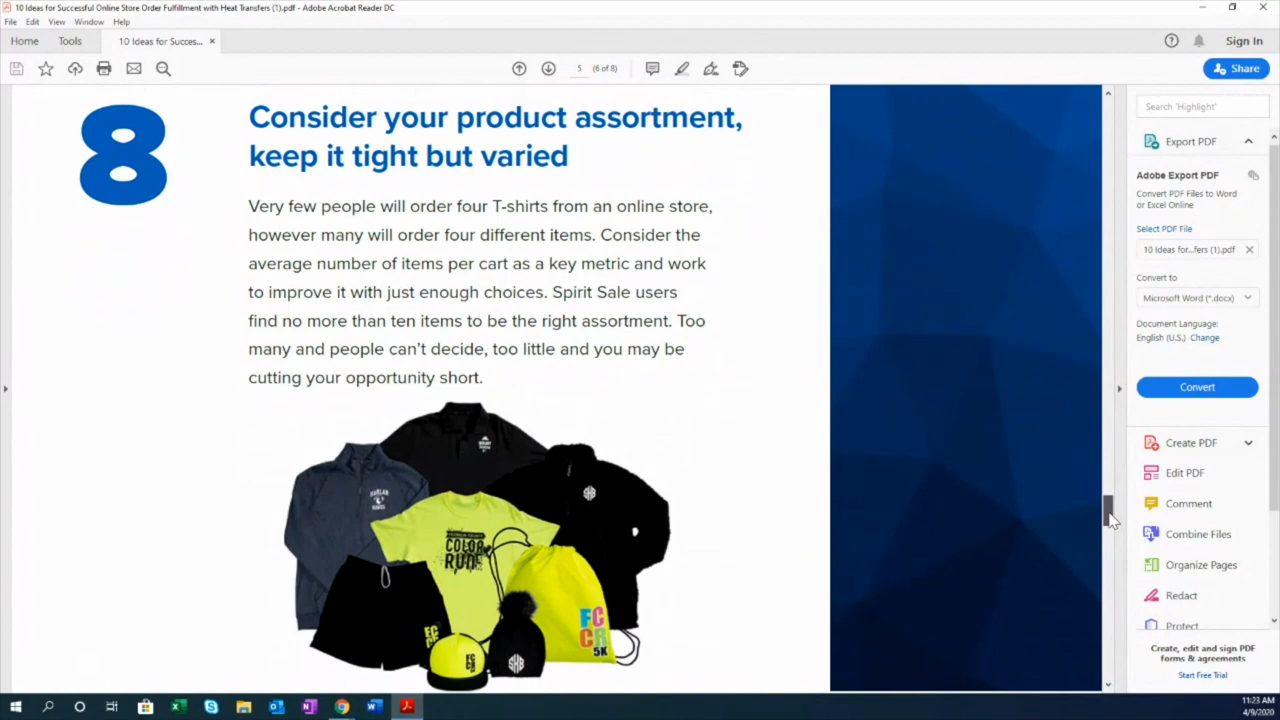 10 Ideas for Successful Online Store Order Fulfillment with Heat Transfers (1).pdf - Adobe Acrobat Reader DC
File Edit View Window Help
Home Tools 10 Ideas for Succes... × Sign In
5 (6 of 8) Share
8
Consider your product assortment,
keep it tight but varied
Very few people will order four T-shirts from an online store,
however many will order four different items. Consider the
average number of items per cart as a key metric and work
to improve it with just enough choices. Spirit Sale users
find no more than ten items to be the right assortment. Too
many and people can't decide, too little and you may be
cutting your opportunity short.
HARLAN
SHB
COLOR
RUN
FC
CR
5K
FC
CR
SHB
Search 'Highlight'
Export PDF
Adobe Export PDF
Convert PDF Files to Word
or Excel Online
Select PDF File
10 Ideas for...fers (1).pdf ×
Convert to
Microsoft Word (*.docx)
Document Language:
English (U.S.) Change
Convert
Create PDF
Edit PDF
Comment
Combine Files
Organize Pages
Redact
Protect
Create, edit and sign PDF
forms & agreements
Start Free Trial
11:23 AM
4/9/2020